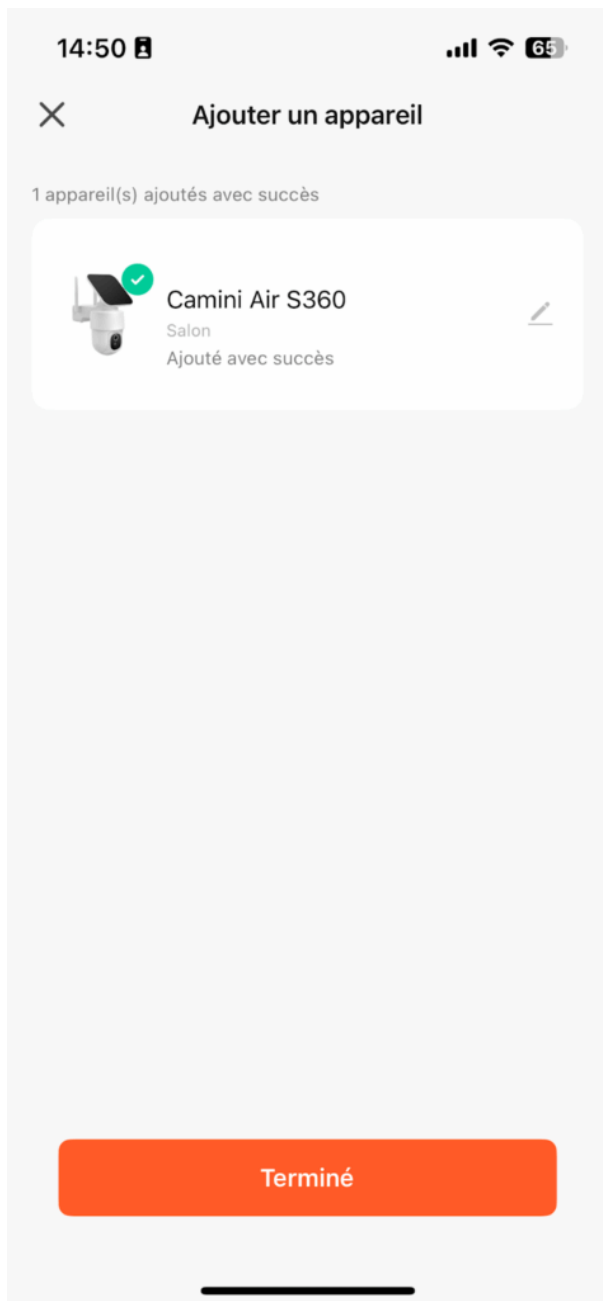 14:50
65
Ajouter un appareil
1 appareil(s) ajoutés avec succès
Camini Air S360
Salon
Ajouté avec succès
Terminé